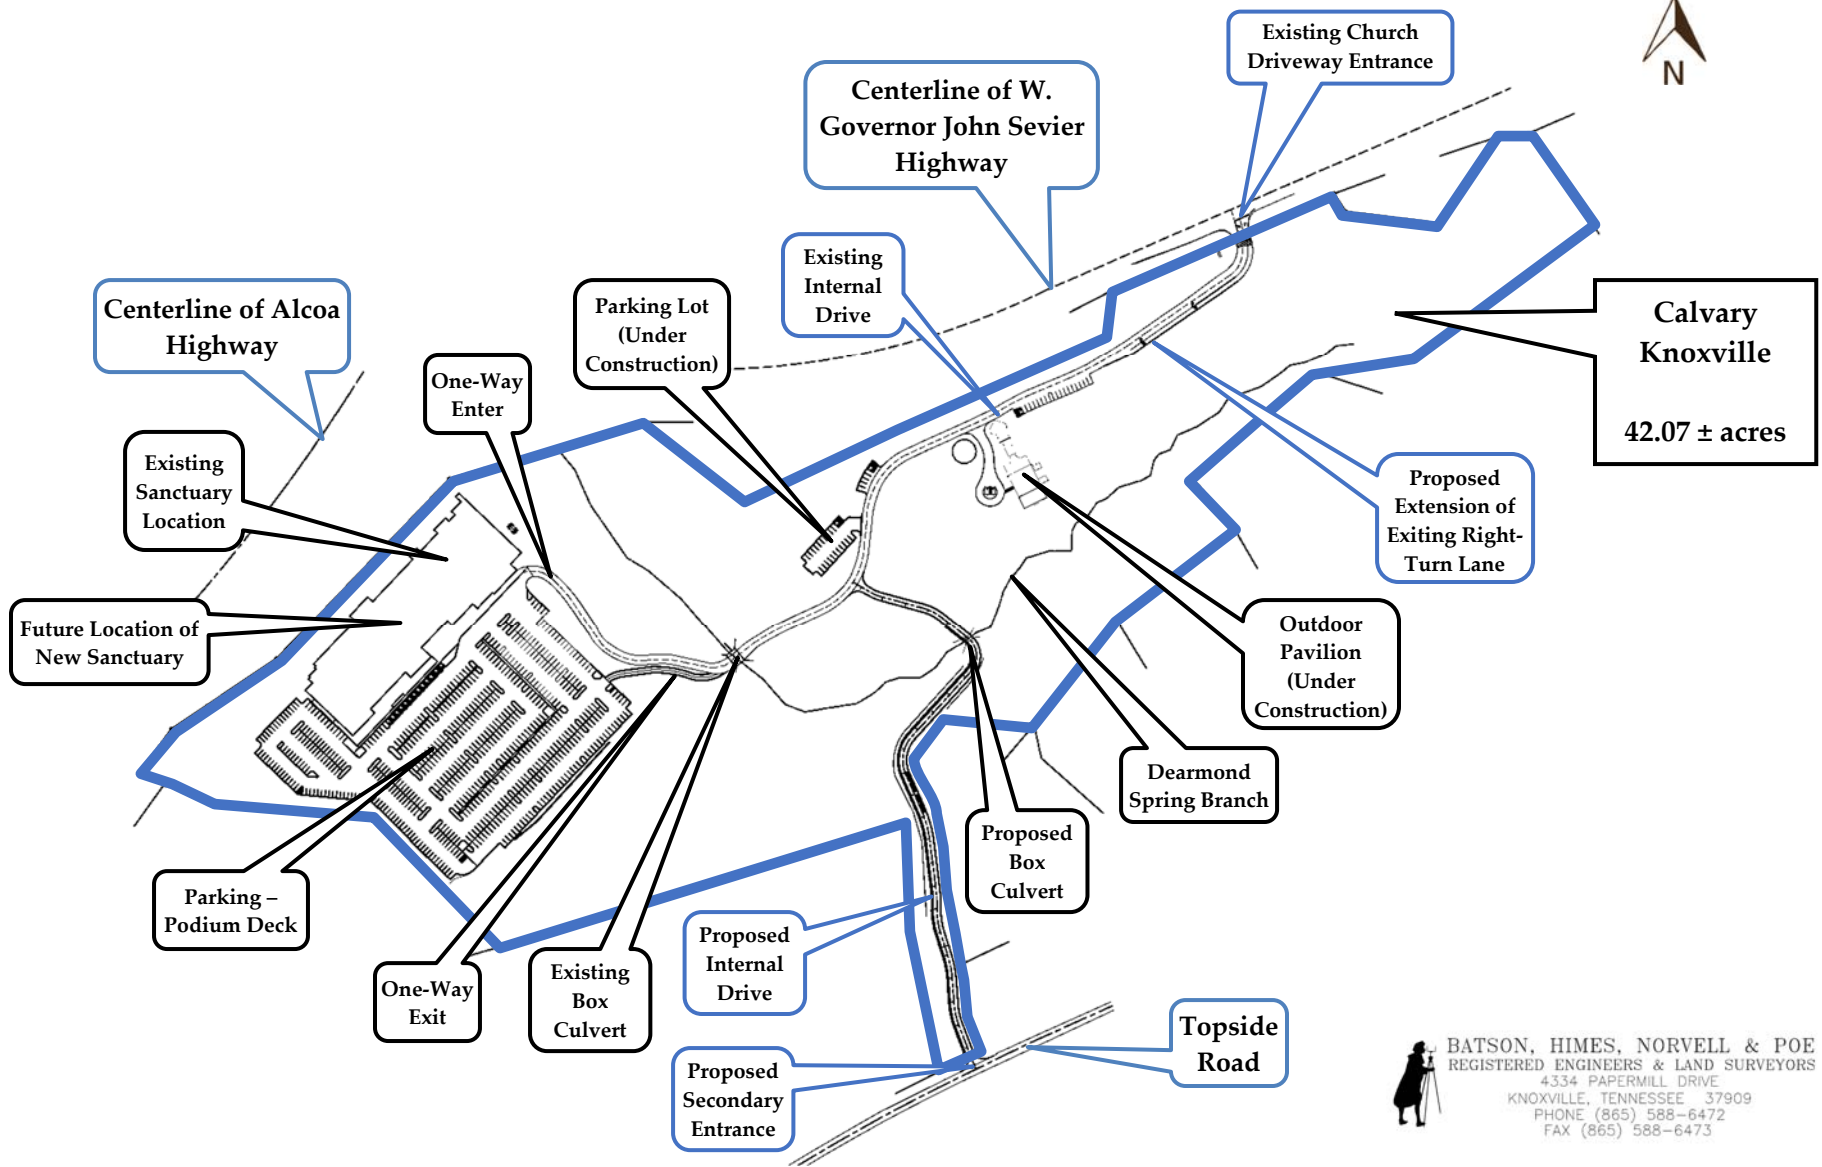 Existing Church
Driveway Entrance
N
Centerline of W.
Governor John Sevier
Highway
Existing
Internal
Drive
Centerline of Alcoa
Highway
Parking Lot
(Under
Construction)
One-Way
Enter
Calvary
Knoxville
42.07 ± acres
Existing
Sanctuary
Location
Proposed
Extension of
Exiting Right-
Turn Lane
Future Location of
New Sanctuary
Outdoor
Pavilion
(Under
Construction)
Dearmond
Spring Branch
Proposed
Box
Culvert
Parking –
Podium Deck
One-Way
Exit
Existing
Box
Culvert
Proposed
Internal
Drive
Topside
Road
Proposed
Secondary
Entrance
BATSON, HIMES, NORVELL & POE
REGISTERED ENGINEERS & LAND SURVEYORS
4334 PAPERMILL DRIVE
KNOXVILLE, TENNESSEE 37909
PHONE (865) 588-6472
FAX (865) 588-6473